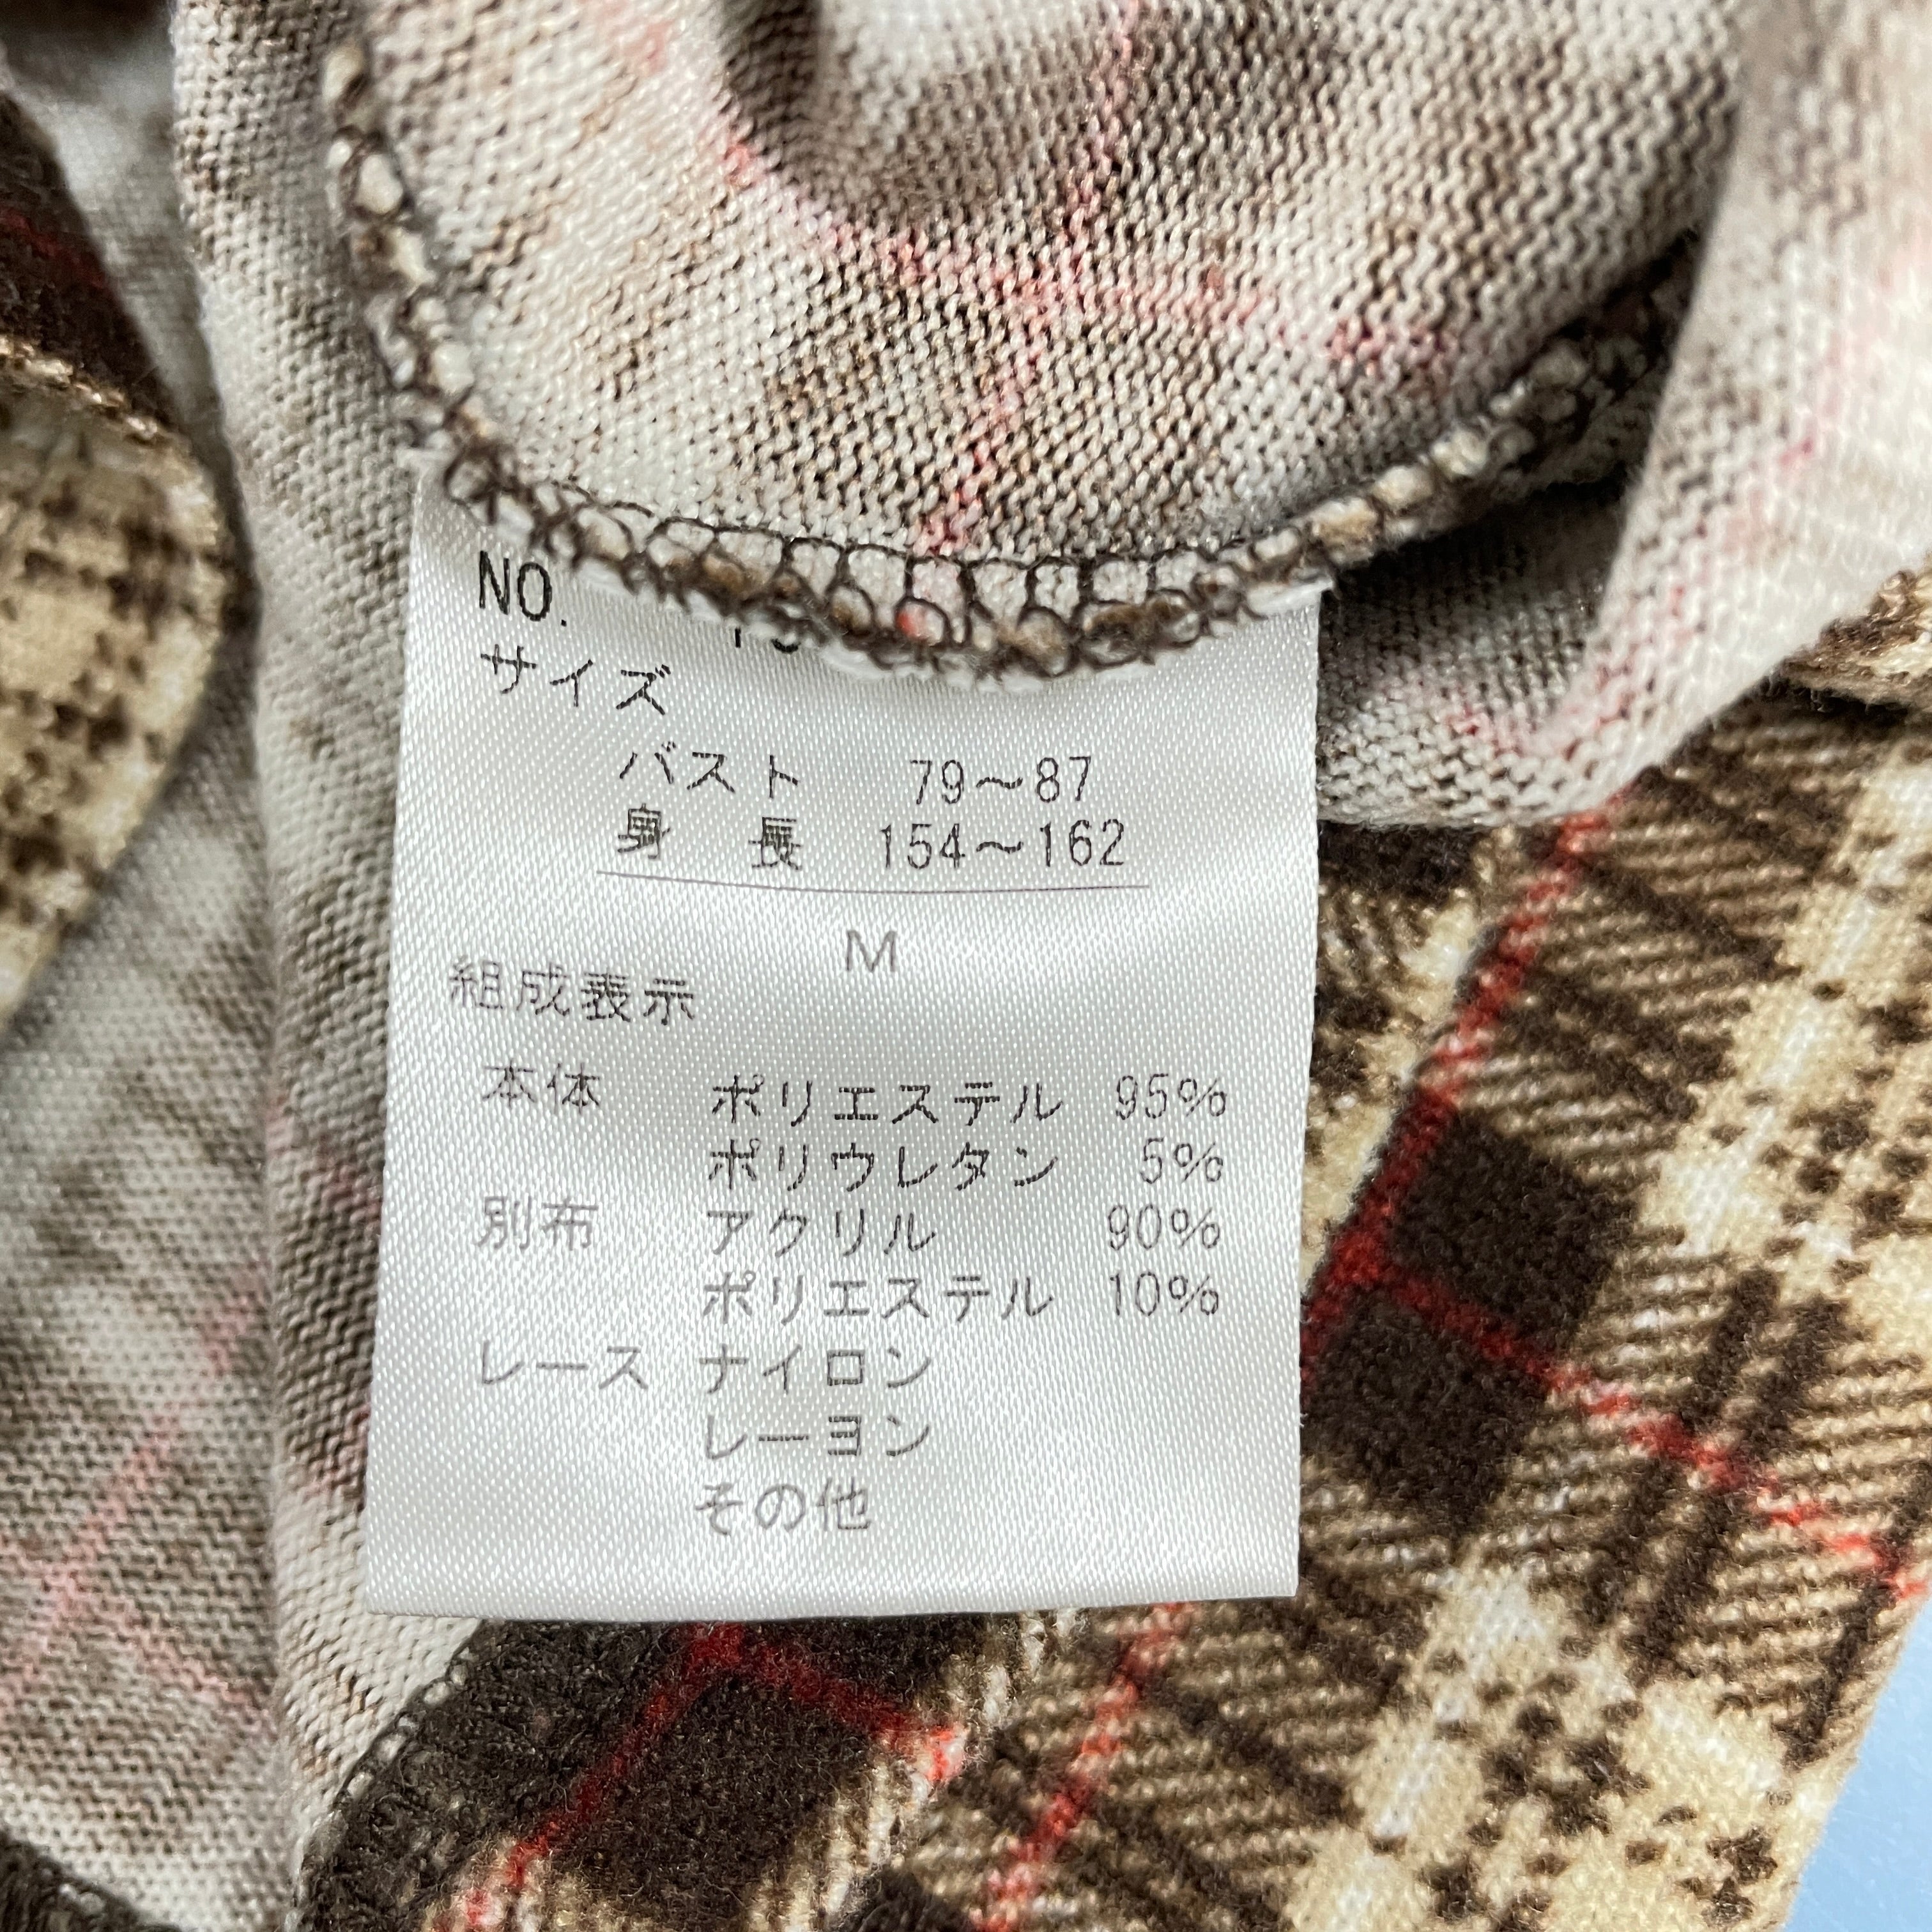 NO.
サイズ
バスト 79～87
身長 154～162
M
組成表示
本体 ポリエステル 95%
ポリウレタン 5%
別布 アクリル 90%
ポリエステル 10%
レース ナイロン
レーヨン
その他